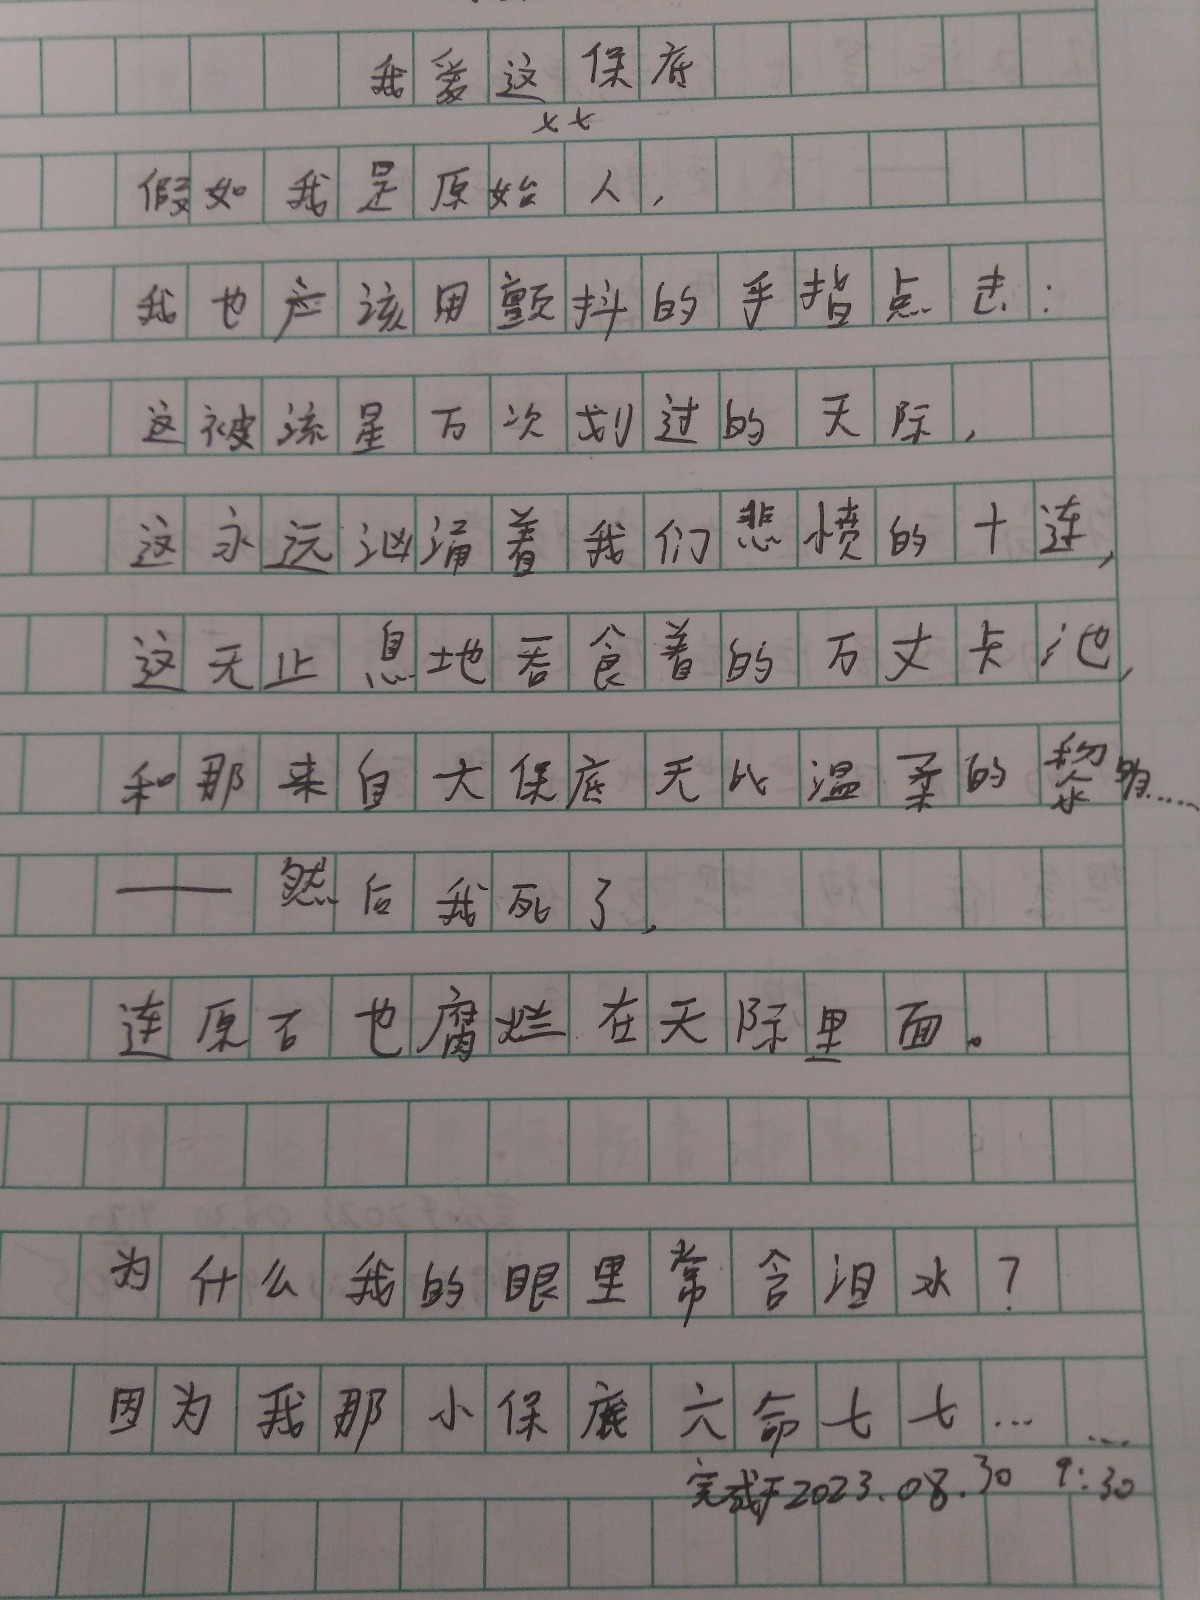 我爱这保底
××
假如我是原始人，
我也应该用颤抖的手指点击：
这被流星万次划过的天际，
这永远汹涌着我们悲愤的十连，
这无止息地吞食着的万丈卡池，
和那来自大保底无比温柔的黎明……
——然后我死了，
连原石也腐烂在天际里面。
为什么我的眼里常含泪水？
因为我那小保底六命七七……
完成于2023.08.30 9:30